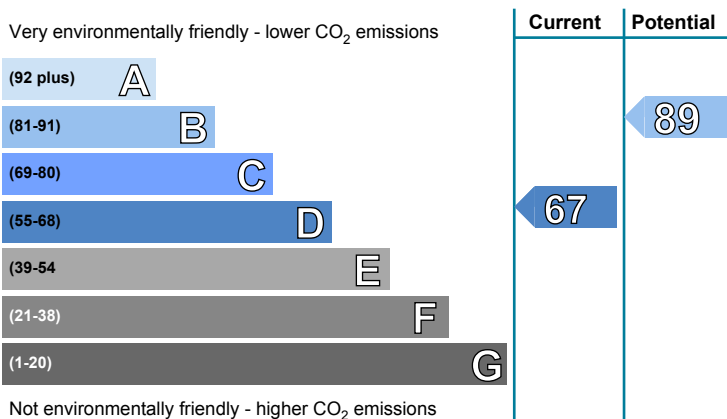 Current Potential
Very environmentally friendly - lower CO2 emissions
(92 plus) A
(81-91) B
89
(69-80) C
(55-68) D
67
(39-54 E
(21-38) F
(1-20) G
Not environmentally friendly - higher CO2 emissions